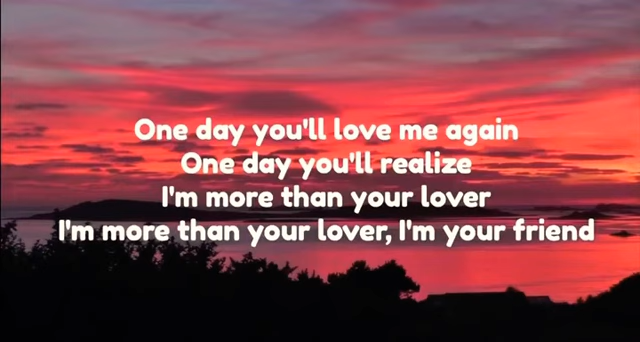 One day you'll love me again
One day you'll realize
I'm more than your lover
I'm more than your lover, I'm your friend